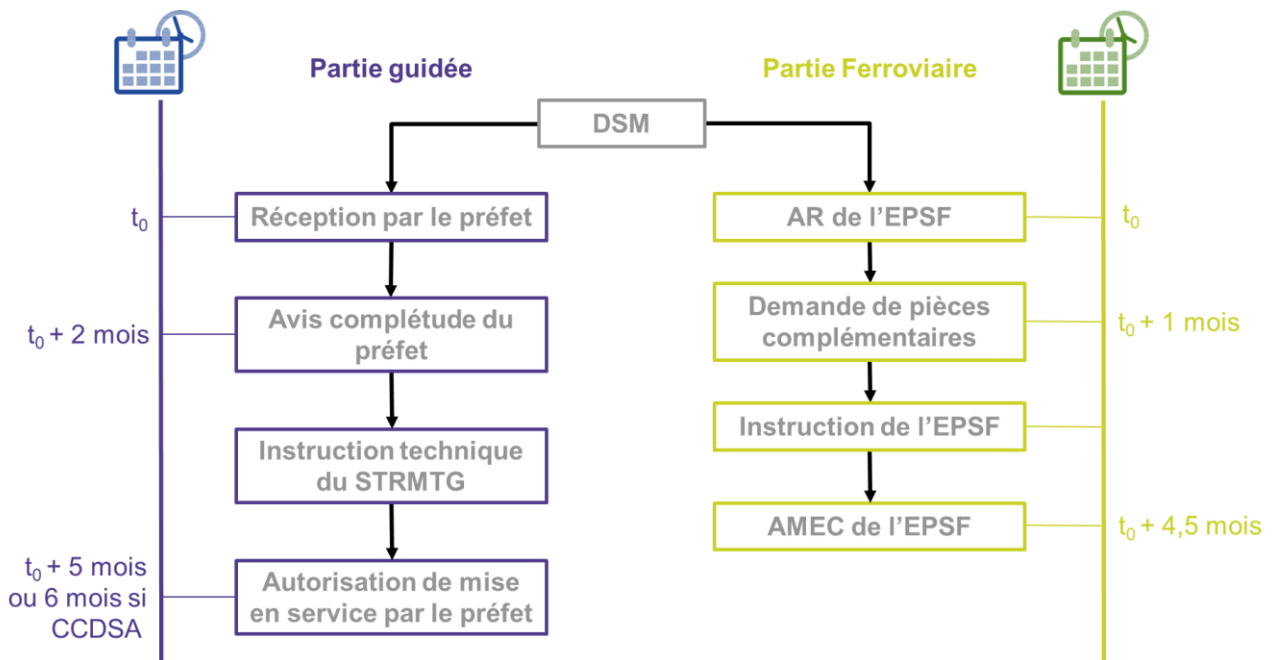 Partie guidée
Partie Ferroviaire
DSM
t₀
Réception par le préfet
AR de l'EPSF
t₀
t₀ + 2 mois
Avis complétude du
préfet
Demande de pièces
complémentaires
t₀ + 1 mois
Instruction technique
du STRMTG
Instruction de l'EPSF
AMEC de l'EPSF
t₀ + 4,5 mois
t₀ + 5 mois
ou 6 mois si
CCDSA
Autorisation de mise
en service par le préfet